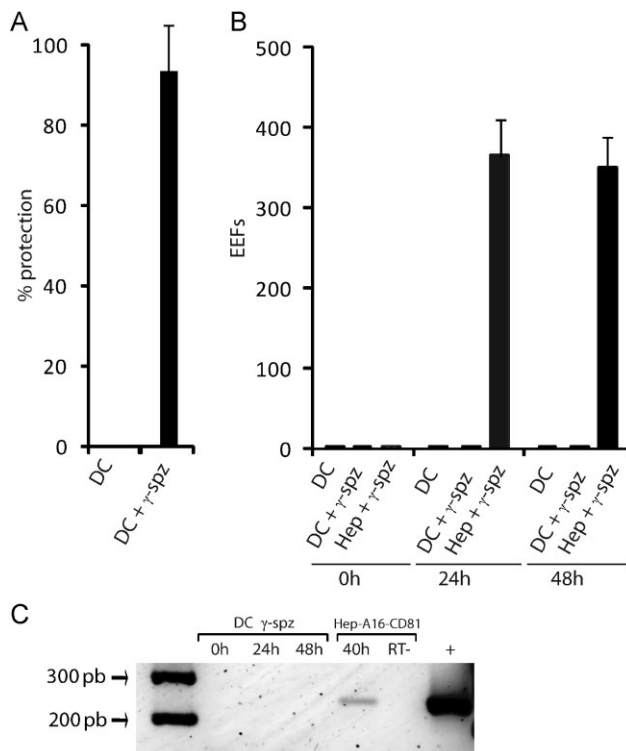 A
100
80
60
40
20
0
% protection
DC
DC + γ-spz
B
500
400
300
200
100
0
EEFs
DC
DC + γ-spz
Hep + γ-spz
DC
DC + γ-spz
Hep + γ-spz
DC
DC + γ-spz
Hep + γ-spz
0h
24h
48h
C
DC γ-spz
Hep-A16-CD81
0h 24h 48h 40h RT- +
300 pb
200 pb